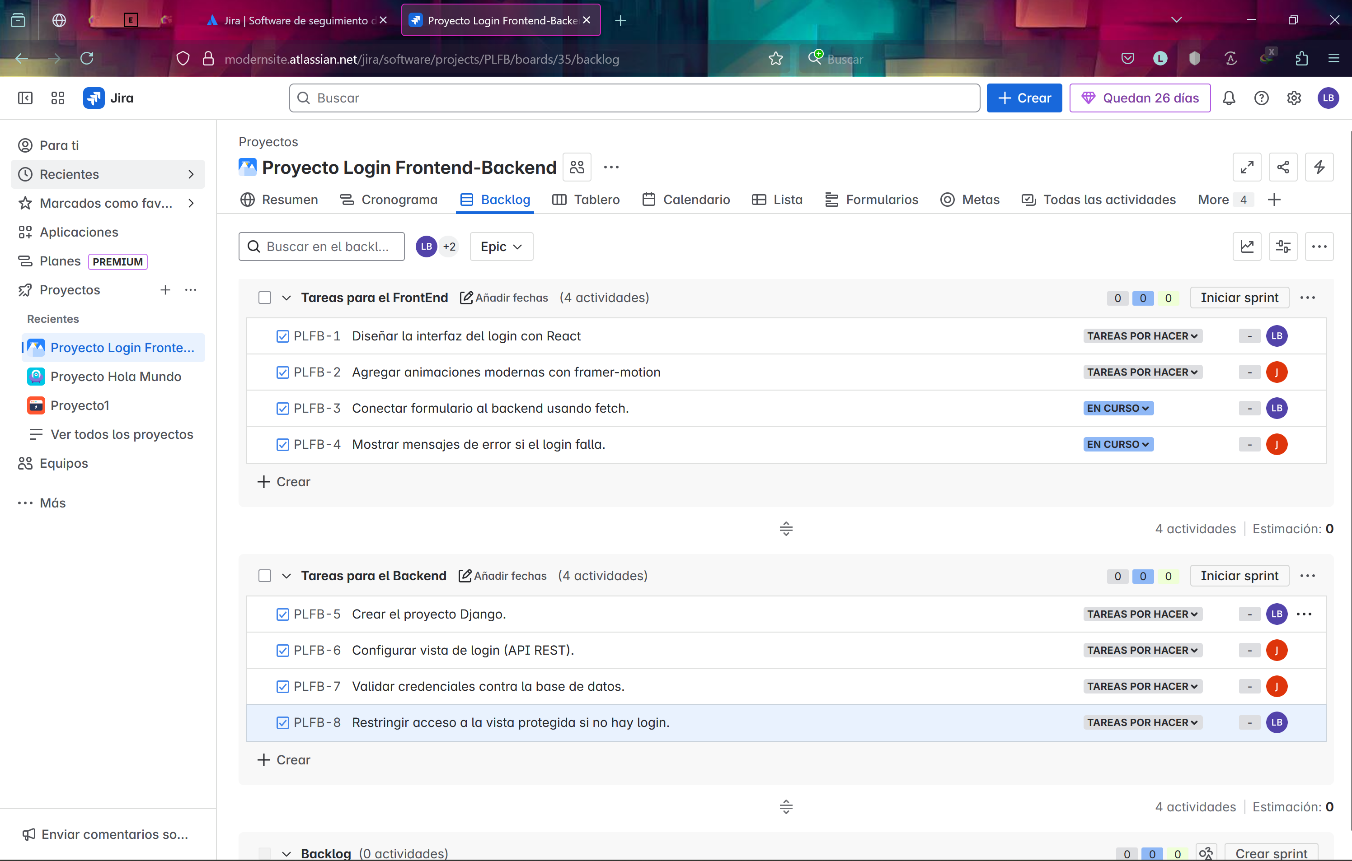 E
Jira | Software de seguimiento d
Proyecto Login Frontend-Backe
modernsite.atlassian.net/jira/software/projects/PLFB/boards/35/backlog
Buscar
L
X
Jira
Buscar
Crear
Quedan 26 días
LB
Para ti
Recientes
Marcados como fav...
Aplicaciones
Planes PREMIUM
Proyectos
Recientes
Proyecto Login Fronte...
Proyecto Hola Mundo
Proyecto1
Ver todos los proyectos
Equipos
Más
Enviar comentarios so...
Proyectos
Proyecto Login Frontend-Backend
Resumen Cronograma Backlog Tablero Calendario Lista Formularios Metas Todas las actividades More 4
Buscar en el backl... LB +2 Epic
Tareas para el FrontEnd Añadir fechas (4 actividades) 0 0 0 Iniciar sprint
PLFB-1 Diseñar la interfaz del login con React TAREAS POR HACER - LB
PLFB-2 Agregar animaciones modernas con framer-motion TAREAS POR HACER - J
PLFB-3 Conectar formulario al backend usando fetch. EN CURSO - LB
PLFB-4 Mostrar mensajes de error si el login falla. EN CURSO - J
Crear
4 actividades Estimación: 0
Tareas para el Backend Añadir fechas (4 actividades) 0 0 0 Iniciar sprint
PLFB-5 Crear el proyecto Django. TAREAS POR HACER - LB
PLFB-6 Configurar vista de login (API REST). TAREAS POR HACER - J
PLFB-7 Validar credenciales contra la base de datos. TAREAS POR HACER - J
PLFB-8 Restringir acceso a la vista protegida si no hay login. TAREAS POR HACER - LB
Crear
4 actividades Estimación: 0
Backlog (0 actividades) 0 0 0 Crear sprint